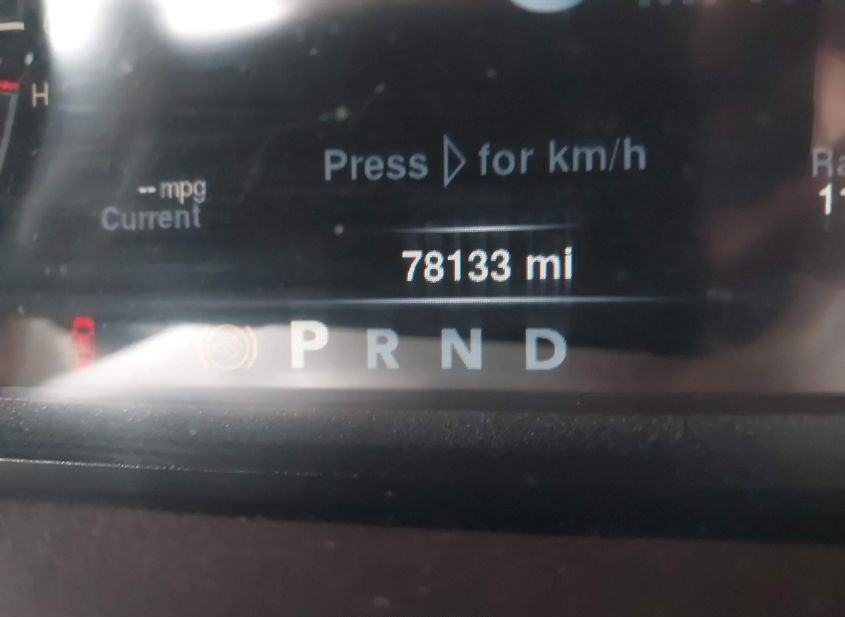 H
Press ▷ for km/h
--mpg
Current
78133 mi
P R N D